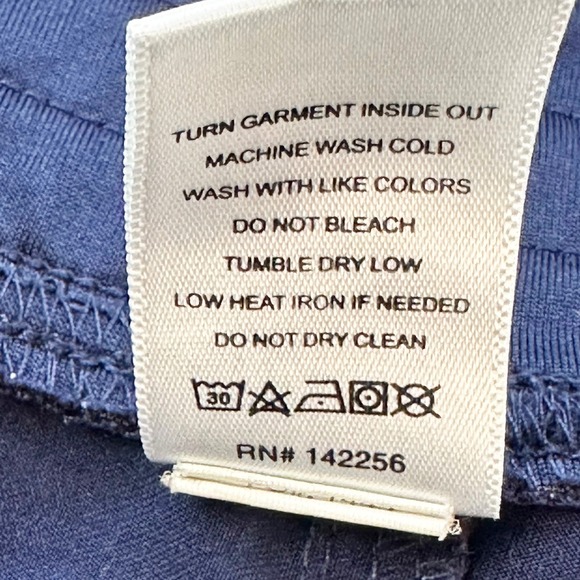 TURN GARMENT INSIDE OUT
MACHINE WASH COLD
WASH WITH LIKE COLORS
DO NOT BLEACH
TUMBLE DRY LOW
LOW HEAT IRON IF NEEDED
DO NOT DRY CLEAN
30
RN# 142256